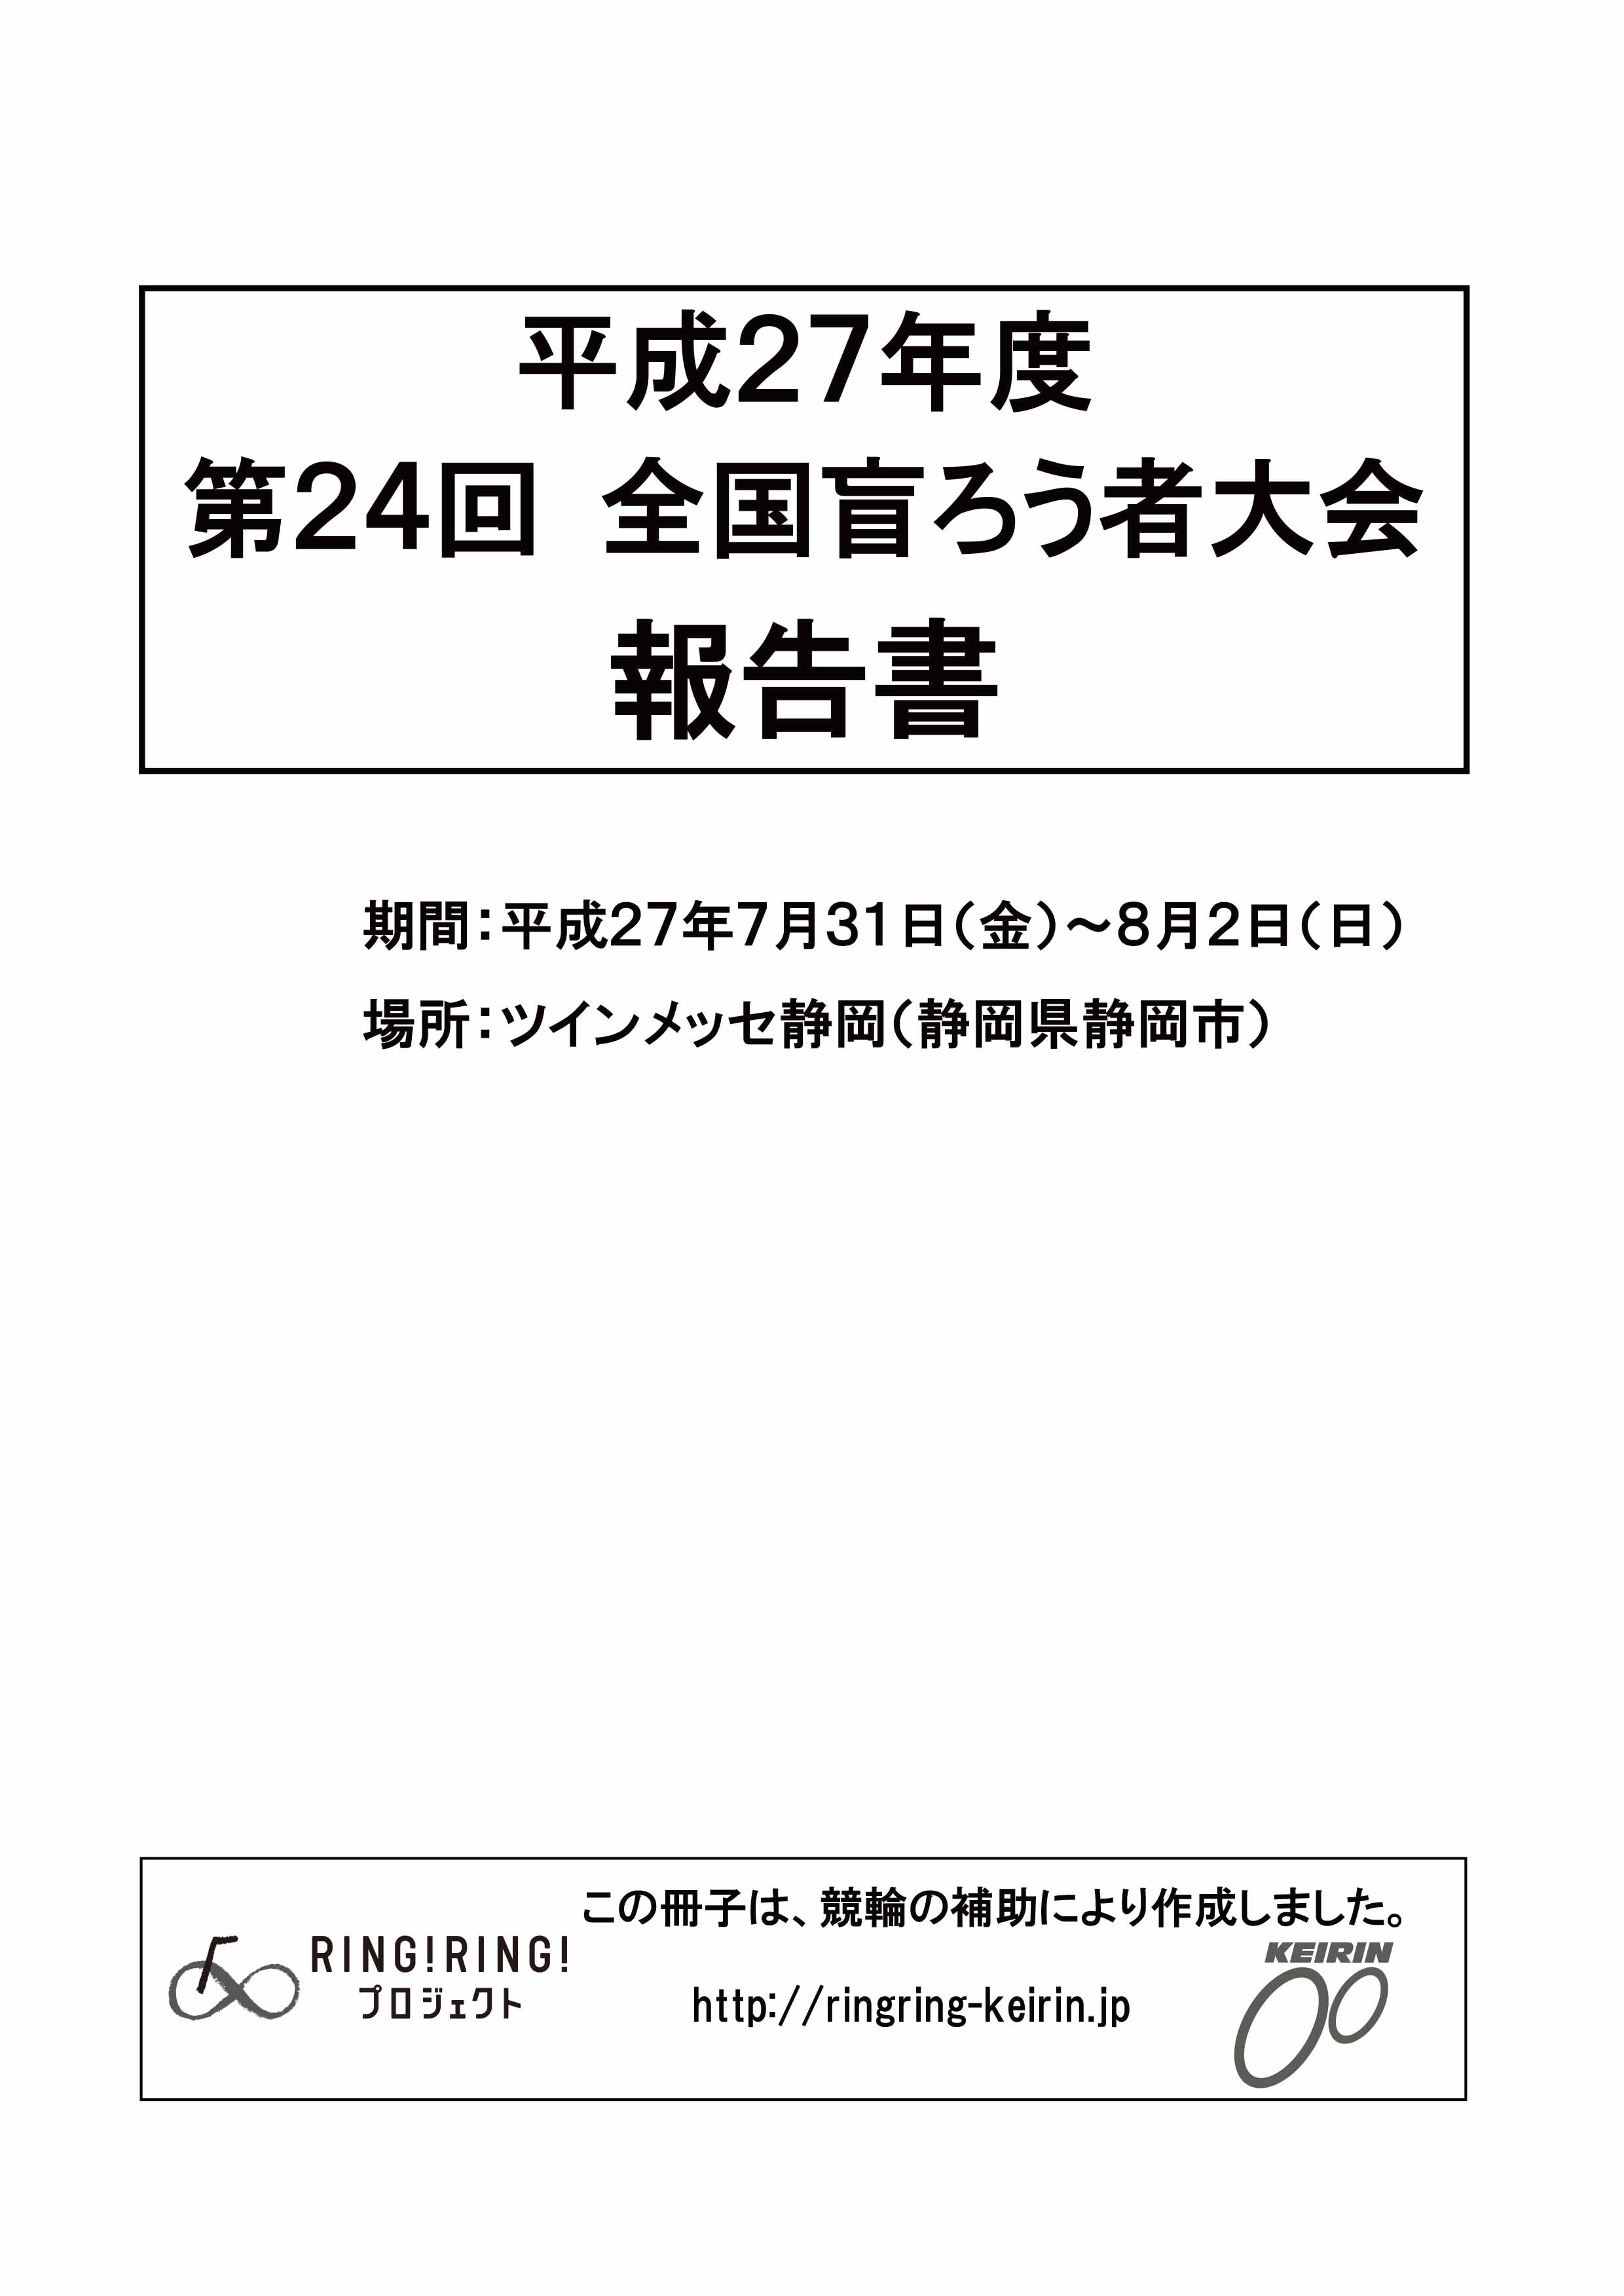 平成27年度
第24回 全国盲ろう者大会
報告書
期間：平成27年7月31日（金）～8月2日（日）
場所：ツインメッセ静岡（静岡県静岡市）
この冊子は、競輪の補助により作成しました。
RING!RING!
プロジェクト
http://ringring-keirin.jp
KEIRIN